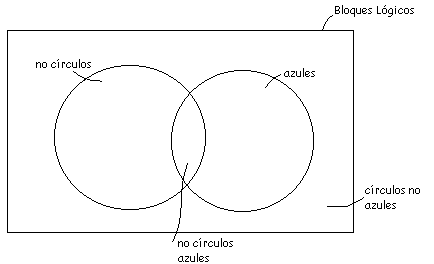 Bloques Lógicos
no círculos
azules
círculos no
azules
no círculos
azules